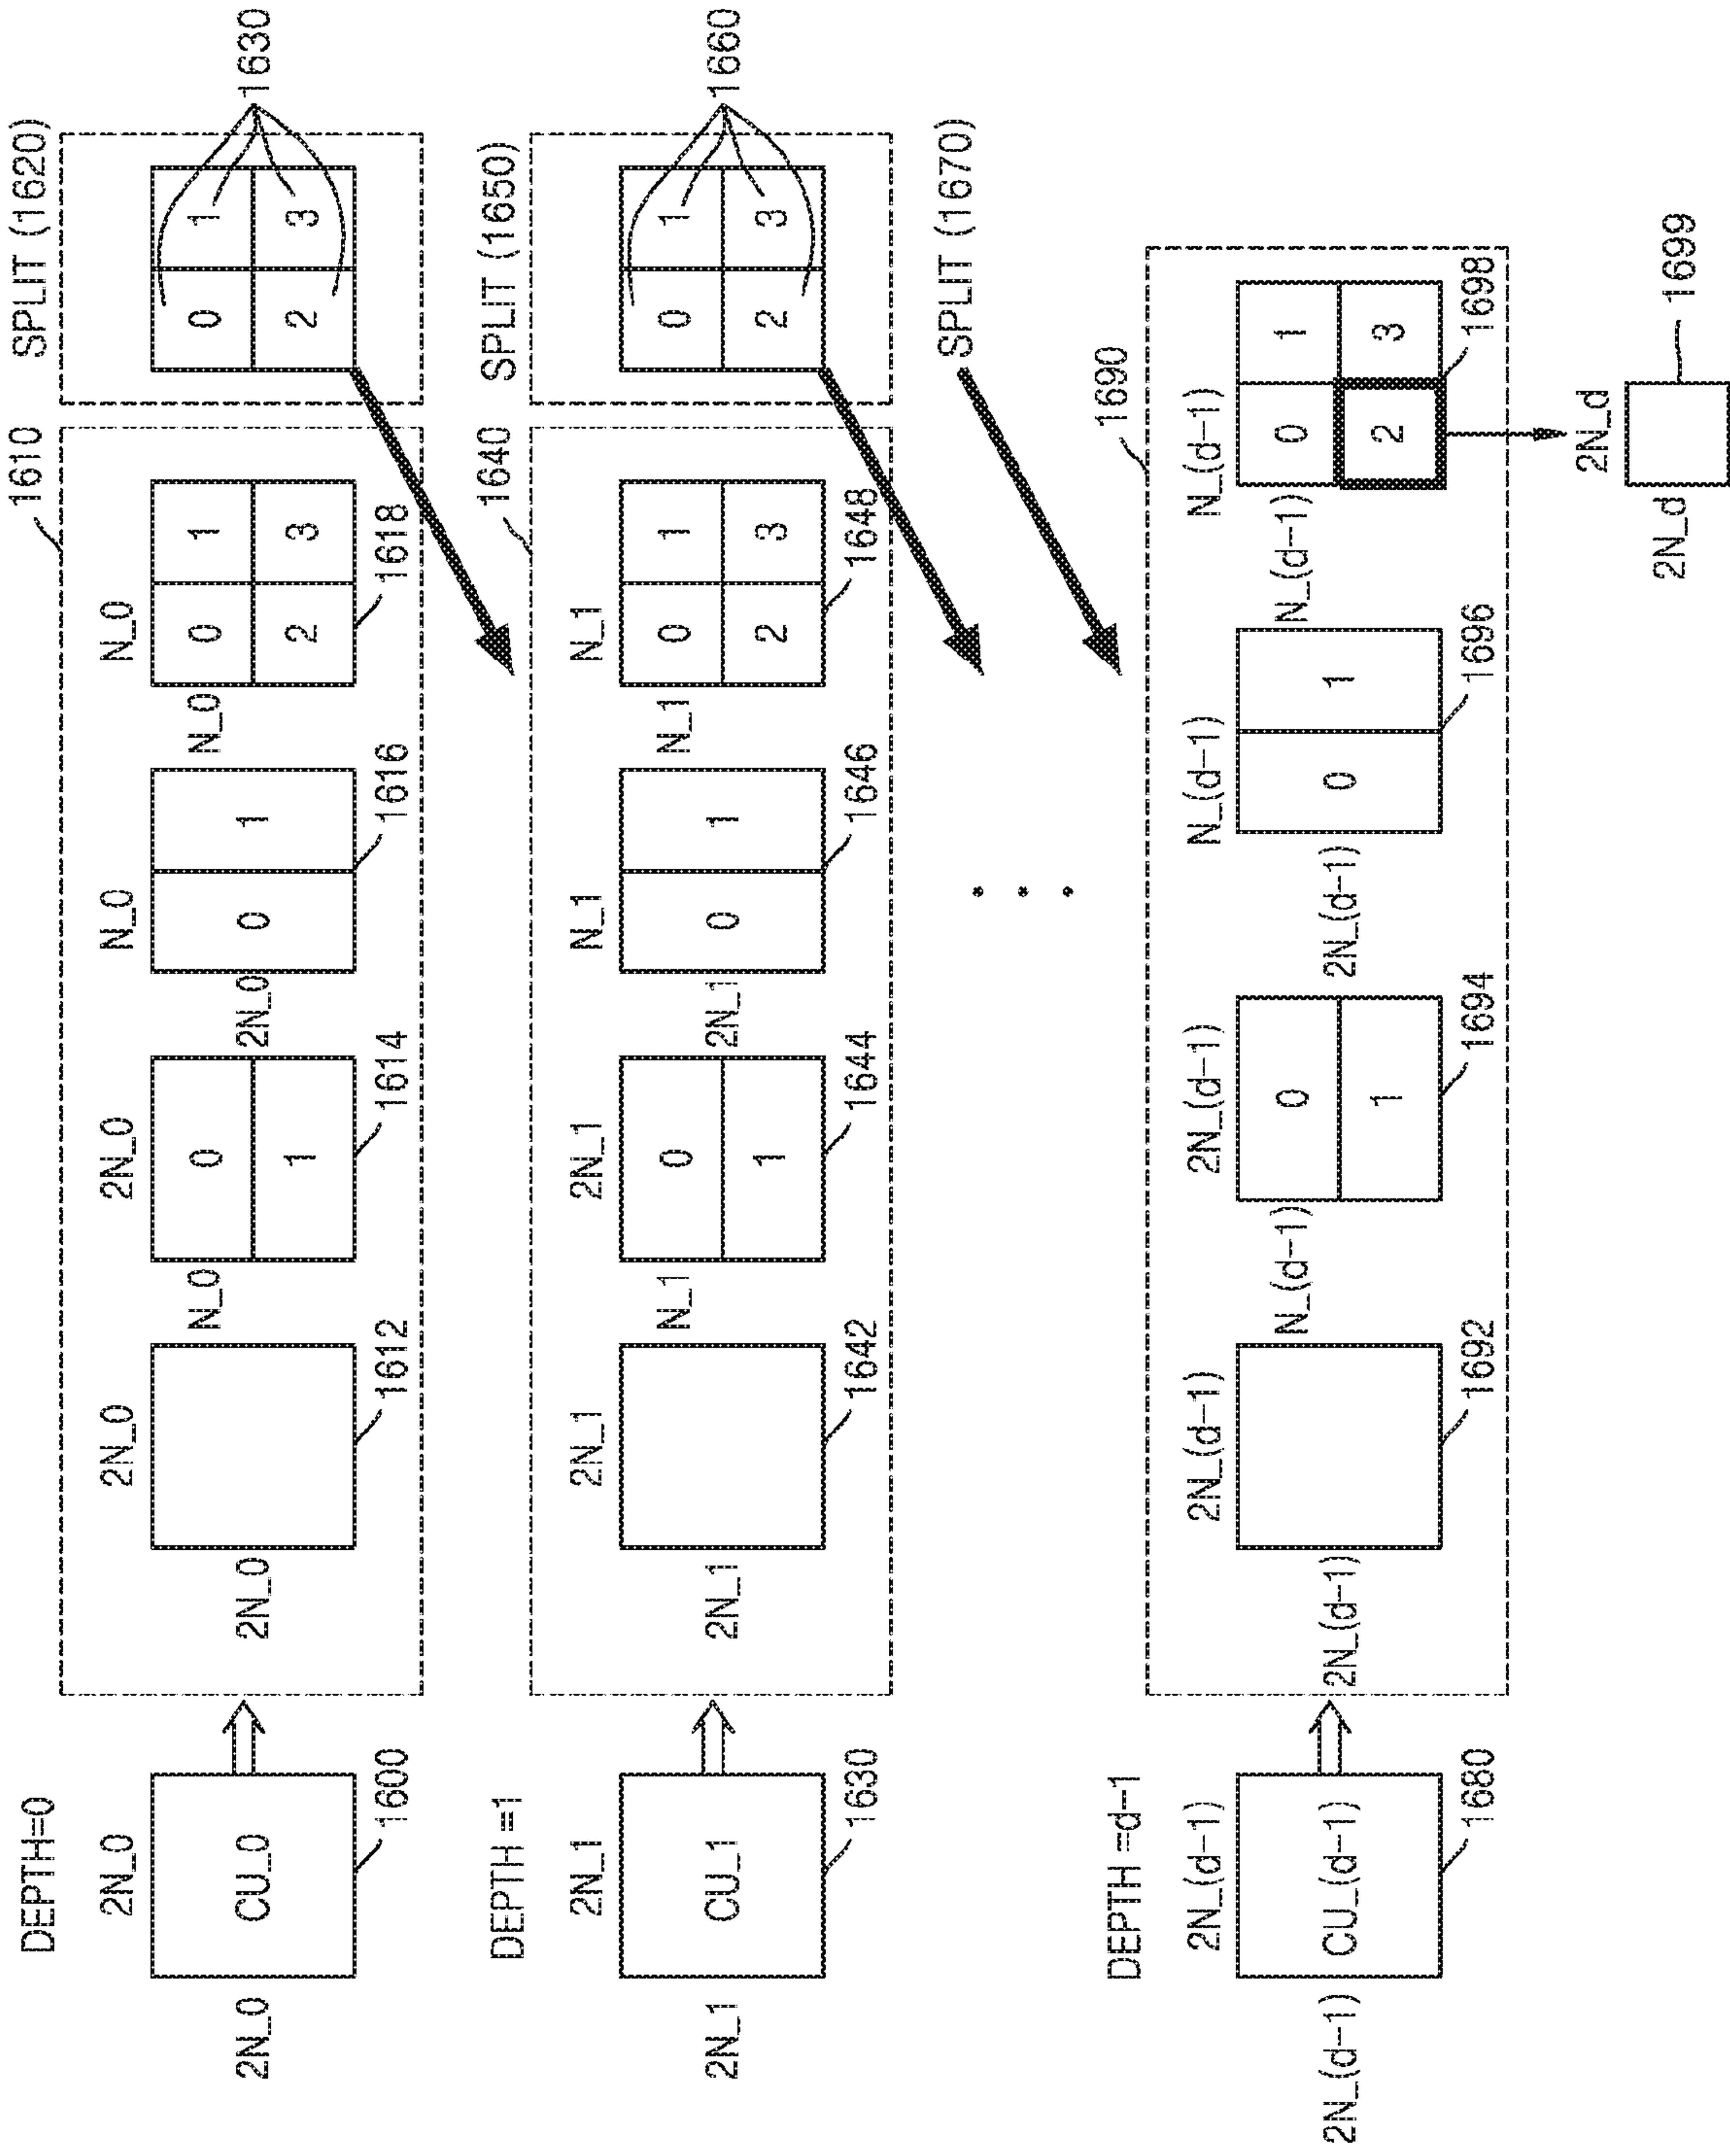 DEPTH=0
2N_0
2N_0
CU_0
1600
1610
2N_0
2N_0
1612
2N_0
N_0
0
1
1614
N_0
2N_0
0
1
1616
N_0
N_0
0
1
2
3
1618
SPLIT (1620)
0
1
2
3
1630
DEPTH =1
2N_1
2N_1
CU_1
1630
1640
2N_1
2N_1
1642
2N_1
N_1
0
1
1644
N_1
2N_1
0
1
1646
N_1
N_1
0
1
2
3
1648
SPLIT (1650)
0
1
2
3
1660
SPLIT (1670)
DEPTH =d-1
2N_(d-1)
2N_(d-1)
CU_(d-1)
1680
1690
2N_(d-1)
2N_(d-1)
1692
2N_(d-1)
N_(d-1)
0
1
1694
N_(d-1)
2N_(d-1)
0
1
1696
N_(d-1)
N_(d-1)
0
1
2
3
1698
2N_d
2N_d
1699